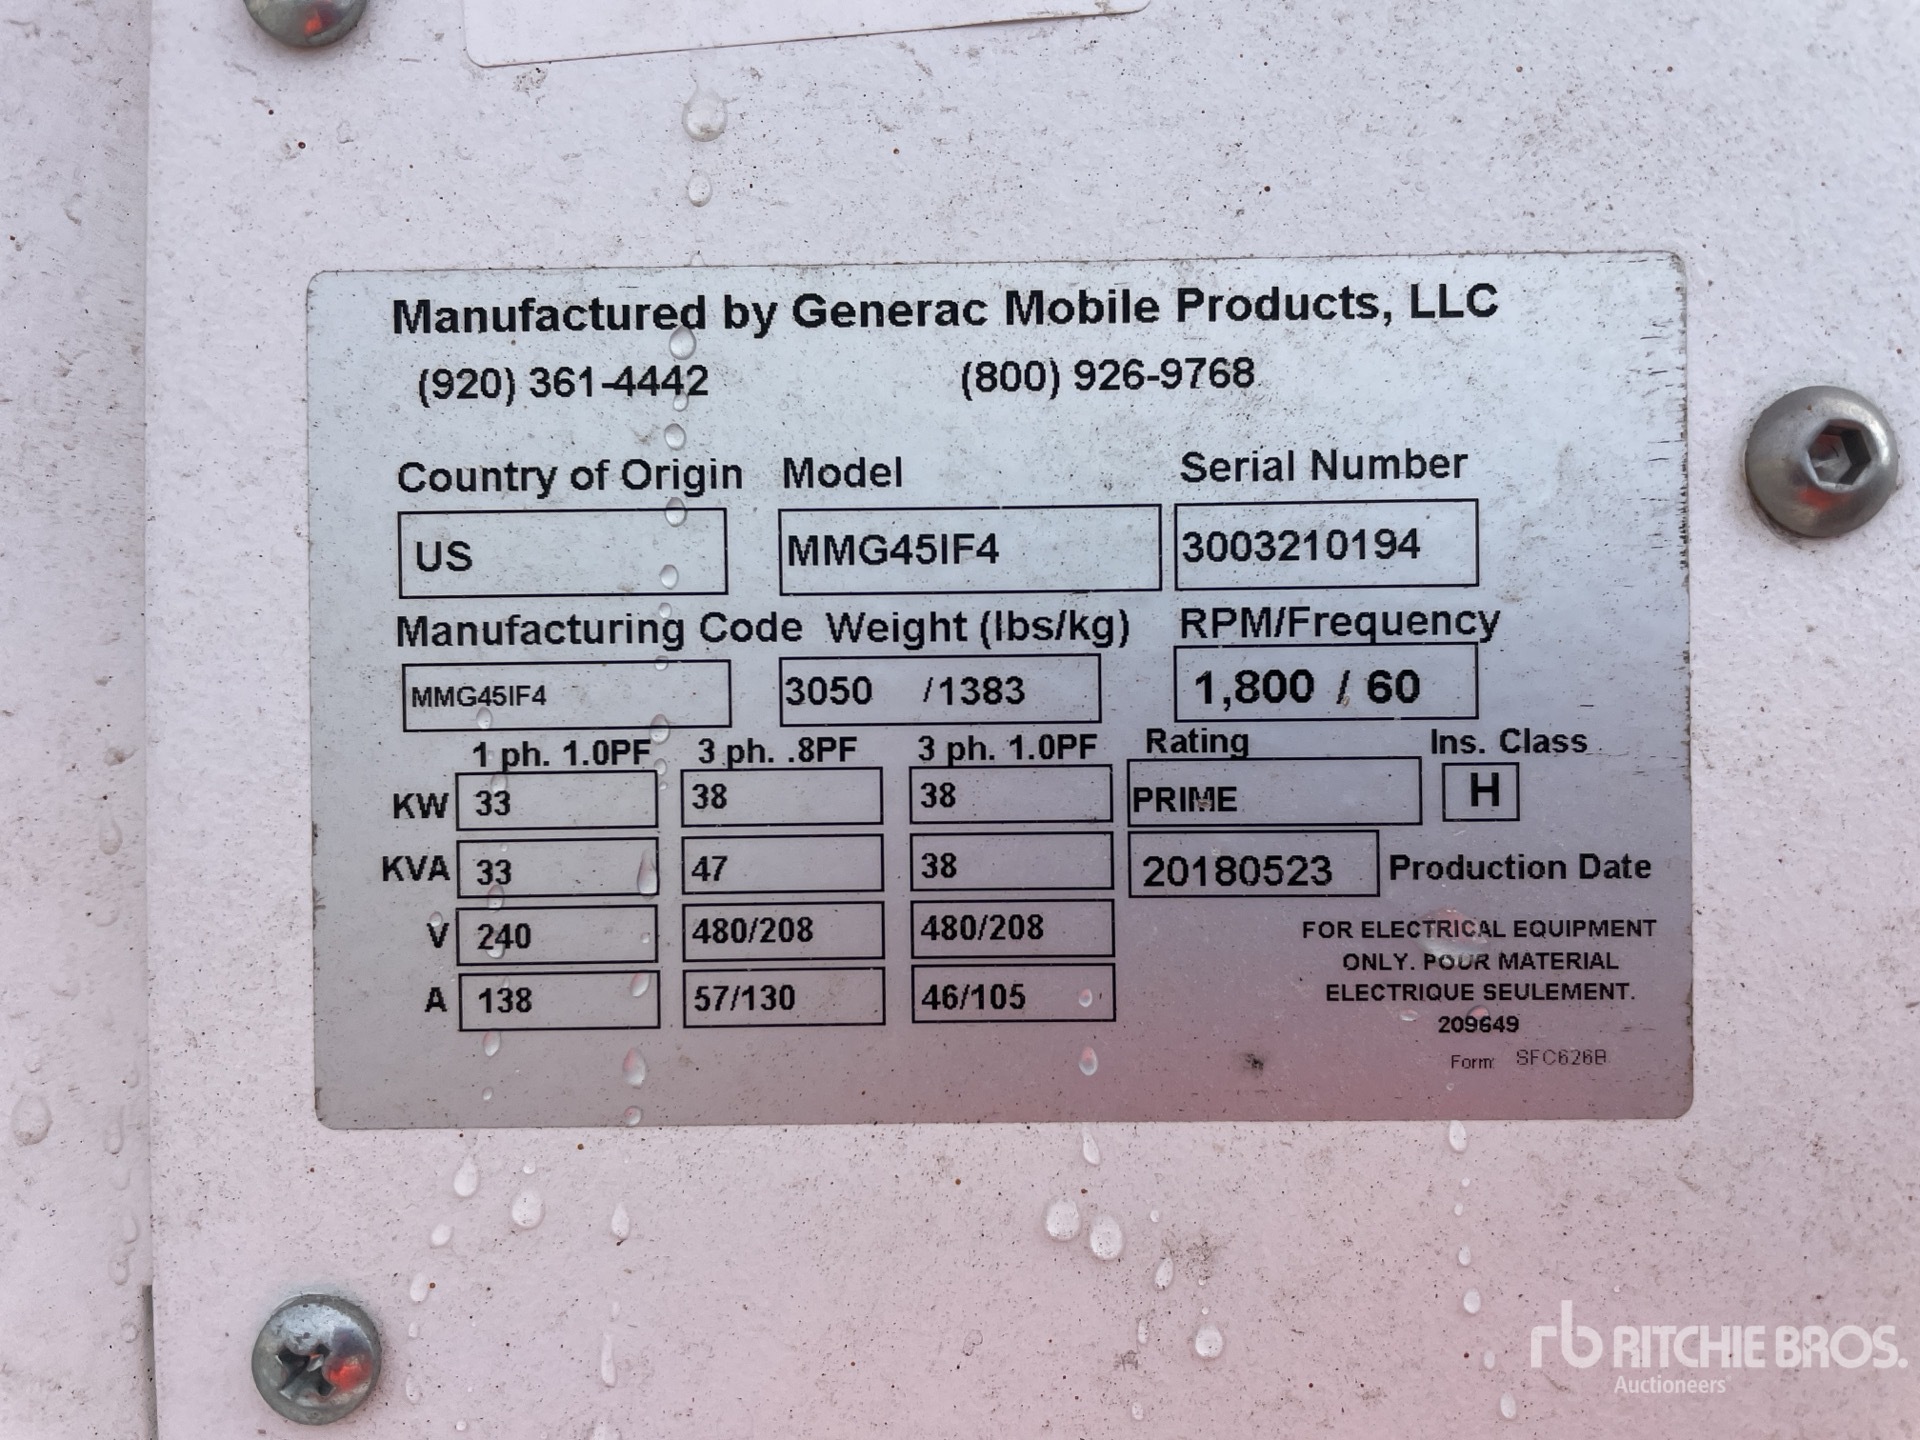 Manufactured by Generac Mobile Products, LLC
(920) 361-4442 (800) 926-9768
Country of Origin Model Serial Number
US MMG45IF4 3003210194
Manufacturing Code Weight (lbs/kg) RPM/Frequency
MMG45IF4 3050 /1383 1,800 / 60
1 ph. 1.0PF 3 ph. .8PF 3 ph. 1.0PF Rating Ins. Class
KW 33 38 38 PRIME H
KVA 33 47 38 20180523 Production Date
V 240 480/208 480/208
A 138 57/130 46/105
FOR ELECTRICAL EQUIPMENT
ONLY. POUR MATERIAL
ELECTRIQUE SEULEMENT.
209649
Form: SFC626B
rb RITCHIE BROS.
Auctioneers